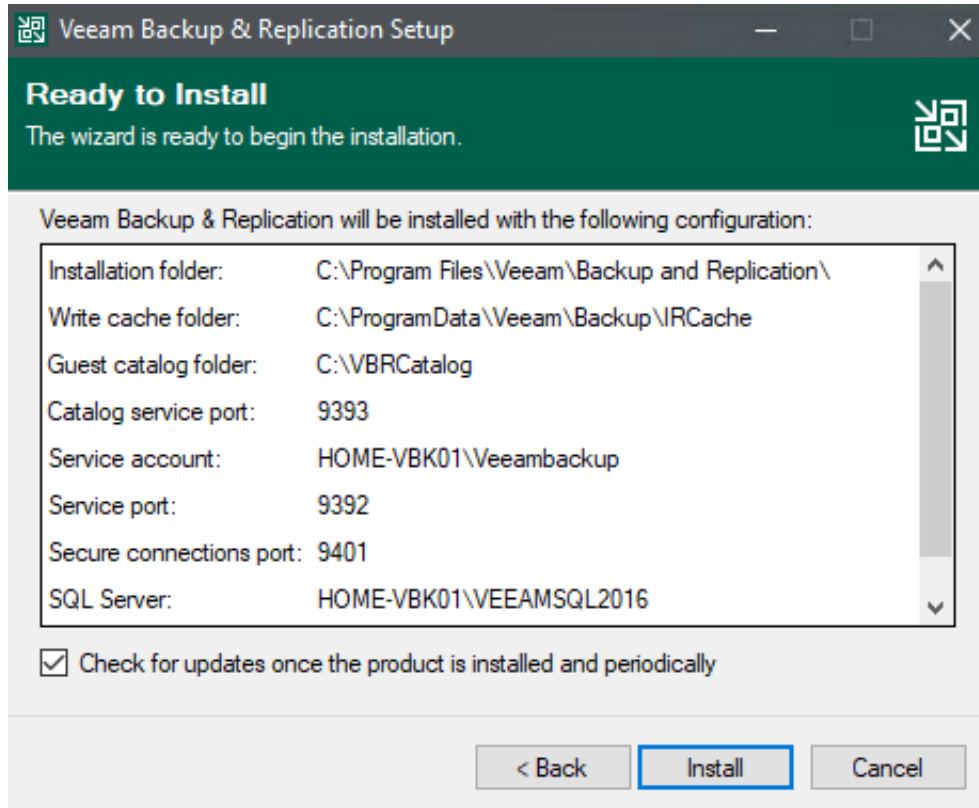 Veeam Backup & Replication Setup
Ready to Install
The wizard is ready to begin the installation.
Veeam Backup & Replication will be installed with the following configuration:
Installation folder: C:\Program Files\Veeam\Backup and Replication\
Write cache folder: C:\ProgramData\Veeam\Backup\IRCache
Guest catalog folder: C:\VBRCatalog
Catalog service port: 9393
Service account: HOME-VBK01\Veeambackup
Service port: 9392
Secure connections port: 9401
SQL Server: HOME-VBK01\VEEAMSQL2016
Check for updates once the product is installed and periodically
< Back Install Cancel